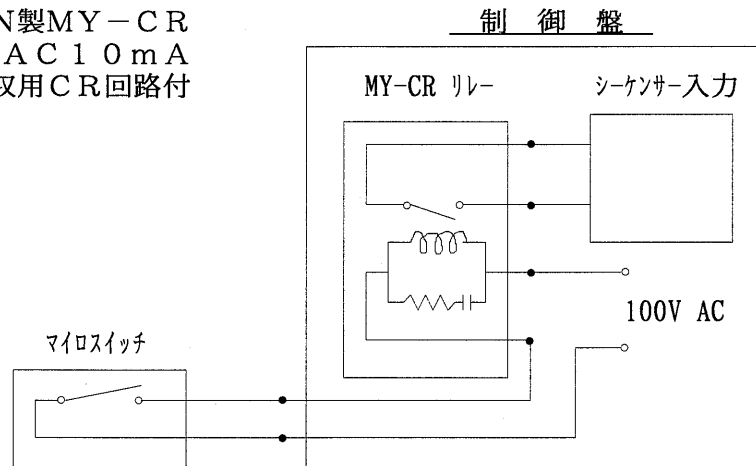 N製MY－CR
AC10mA
収用CR回路付
制御盤
MY-CR リレー
シーケンサー入力
100V AC
マイロスイッチ